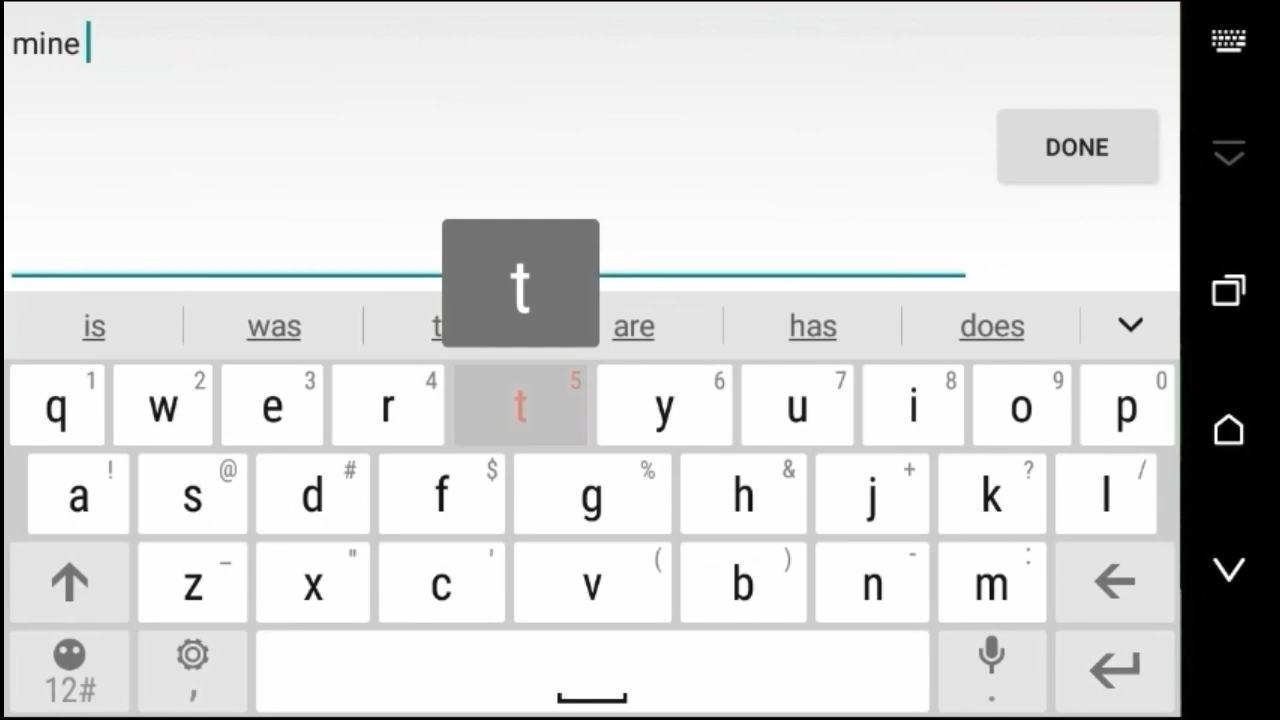 mine
DONE
t
is was t are has does
q 1 w 2 e 3 r 4 t 5 y 6 u 7 i 8 o 9 p 0
a ! s @ d # f $ g % h & j + k ? l /
z _ x " c ' v ( b ) n - m :
12# , .